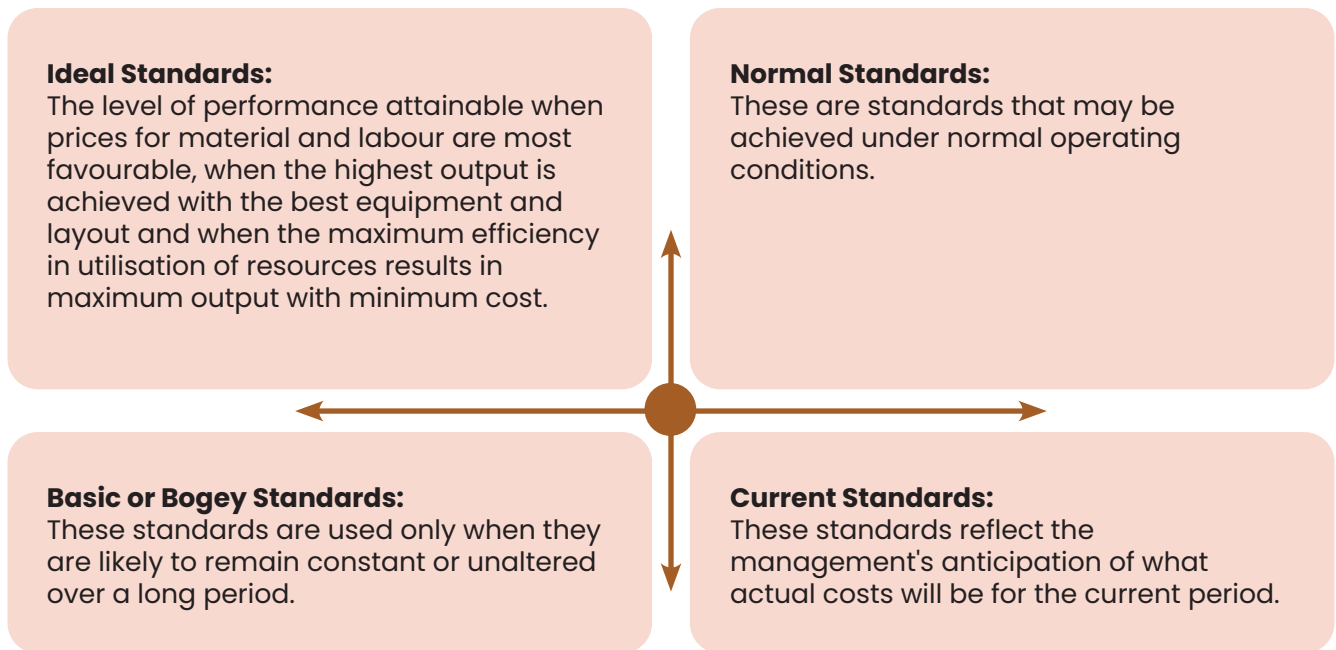 Ideal Standards:
The level of performance attainable when
prices for material and labour are most
favourable, when the highest output is
achieved with the best equipment and
layout and when the maximum efficiency
in utilisation of resources results in
maximum output with minimum cost.
Normal Standards:
These are standards that may be
achieved under normal operating
conditions.
Basic or Bogey Standards:
These standards are used only when they
are likely to remain constant or unaltered
over a long period.
Current Standards:
These standards reflect the
management's anticipation of what
actual costs will be for the current period.